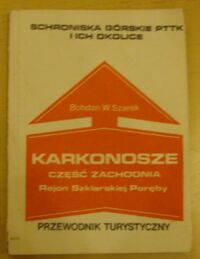 SCHRONISKA GÓRSKIE PTTK
I ICH OKOLICE
Bohdan W. Szarek
KARKONOSZE
CZĘŚĆ ZACHODNIA
Rejon Szklarskiej Poręby
PRZEWODNIK TURYSTYCZNY